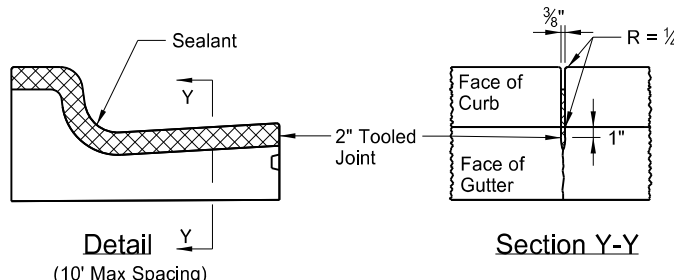 Sealant
Y
Y
Detail
(10' Max Spacing)
2" Tooled
Joint
3/8"
R = ¼
Face of
Curb
1"
Face of
Gutter
Section Y-Y